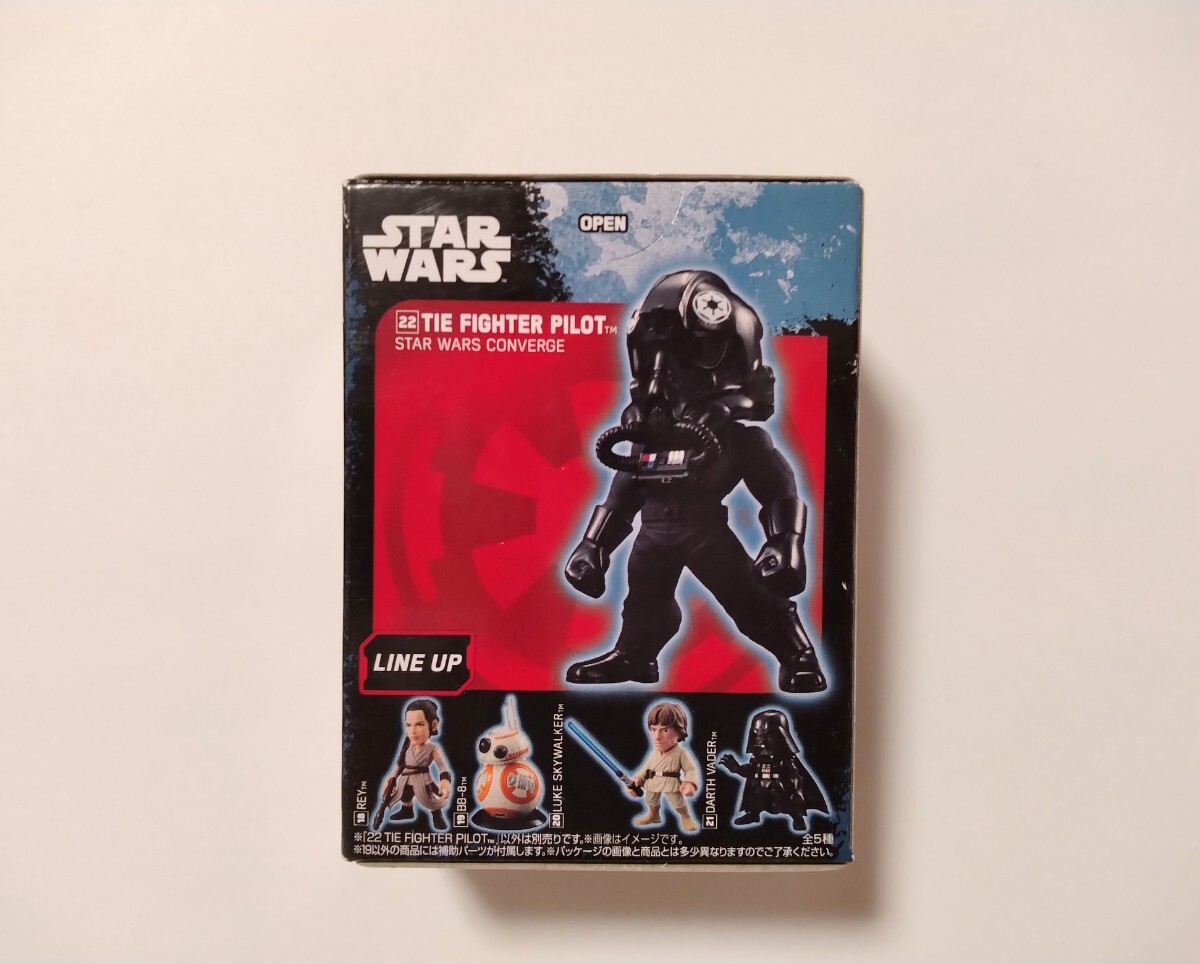 STAR
WARS™
OPEN
22 TIE FIGHTER PILOT™
STAR WARS CONVERGE
LINE UP
18 REY™
19 BB-8™
20 LUKE SKYWALKER™
21 DARTH VADER™
※「22 TIE FIGHTER PILOT™」以外は別売りです。※画像はイメージです。 全5種
※19以外の商品には補助パーツが付属します。※パッケージの画像と商品とは多少異なりますのでご了承ください。